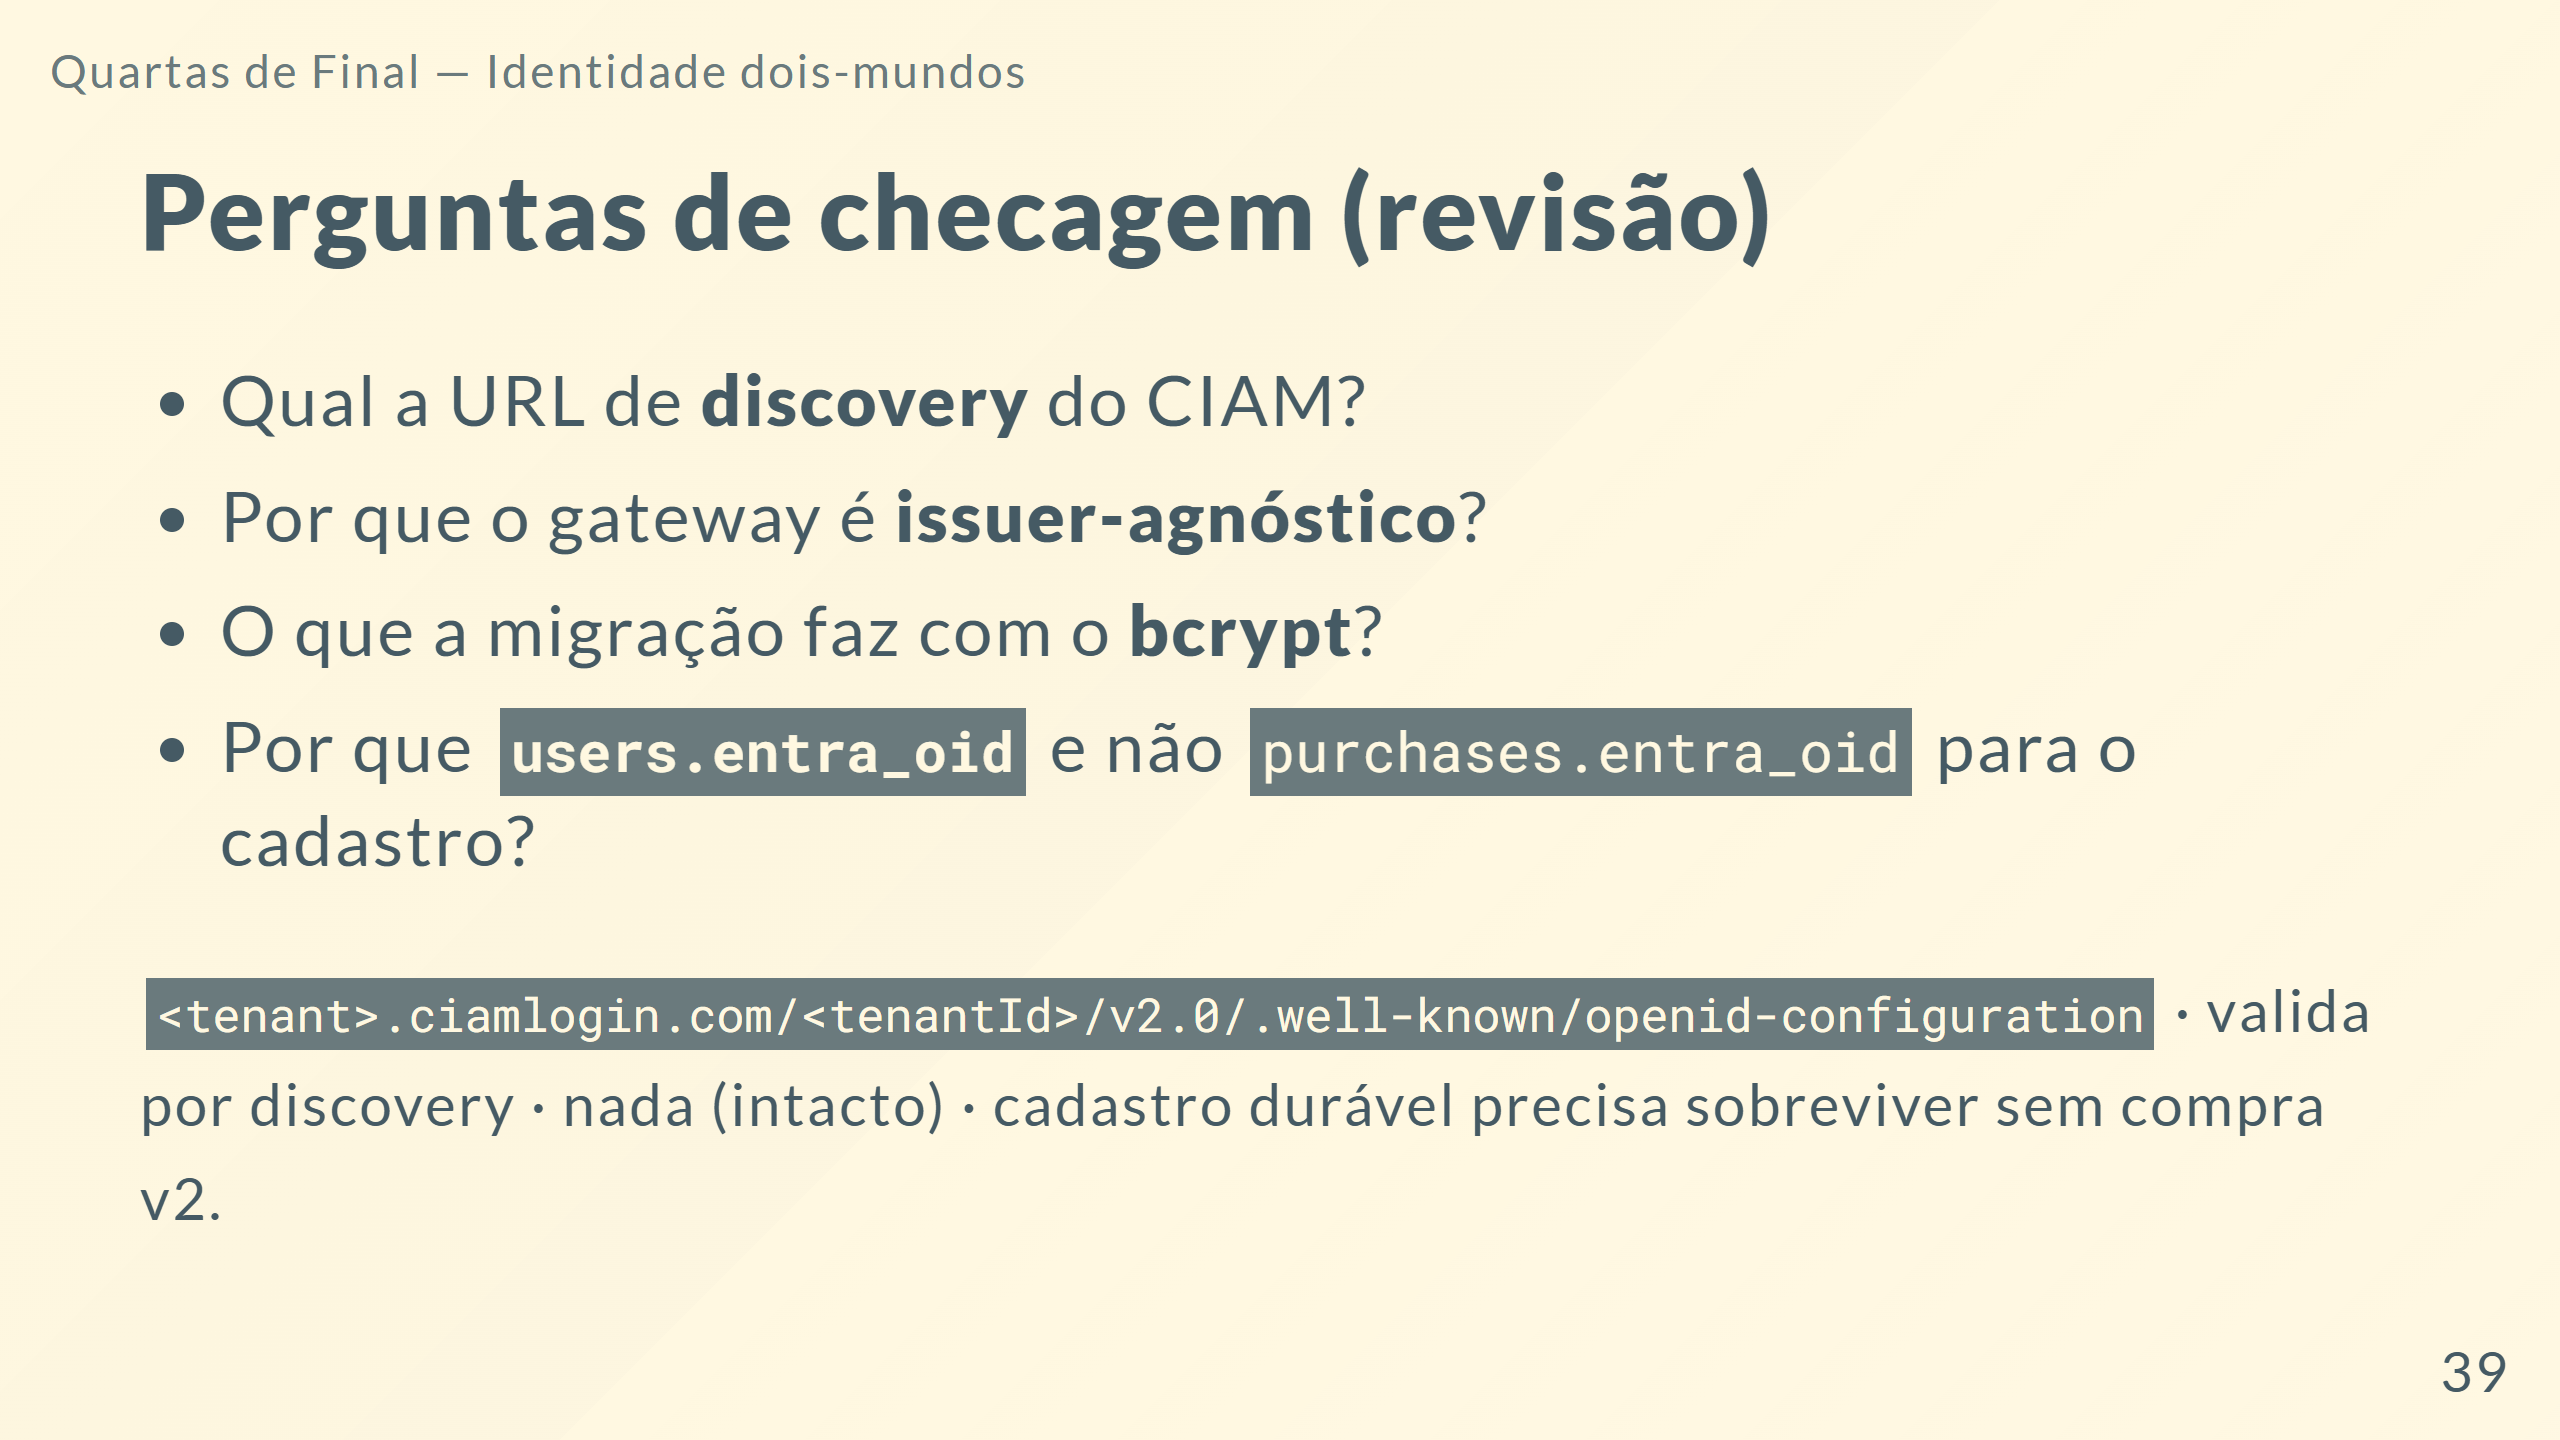 Quartas de Final — Identidade dois-mundos
Perguntas de checagem (revisão)
• Qual a URL de discovery do CIAM?
• Por que o gateway é issuer-agnóstico?
• O que a migração faz com o bcrypt?
• Por que users.entra_oid e não purchases.entra_oid para o
cadastro?
<tenant>.ciamlogin.com/<tenantId>/v2.0/.well-known/openid-configuration · valida
por discovery · nada (intacto) · cadastro durável precisa sobreviver sem compra
v2.
39